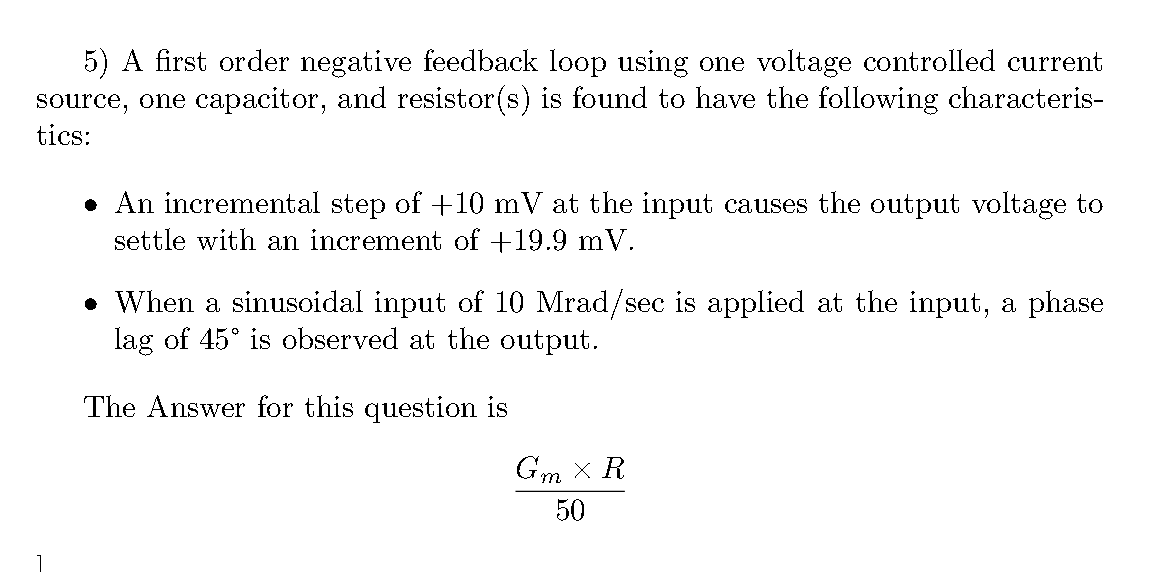 5) A first order negative feedback loop using one voltage controlled current
source, one capacitor, and resistor(s) is found to have the following characteris-
tics:
• An incremental step of +10 mV at the input causes the output voltage to
settle with an increment of +19.9 mV.
• When a sinusoidal input of 10 Mrad/sec is applied at the input, a phase
lag of 45° is observed at the output.
The Answer for this question is
G_m × R
50
1